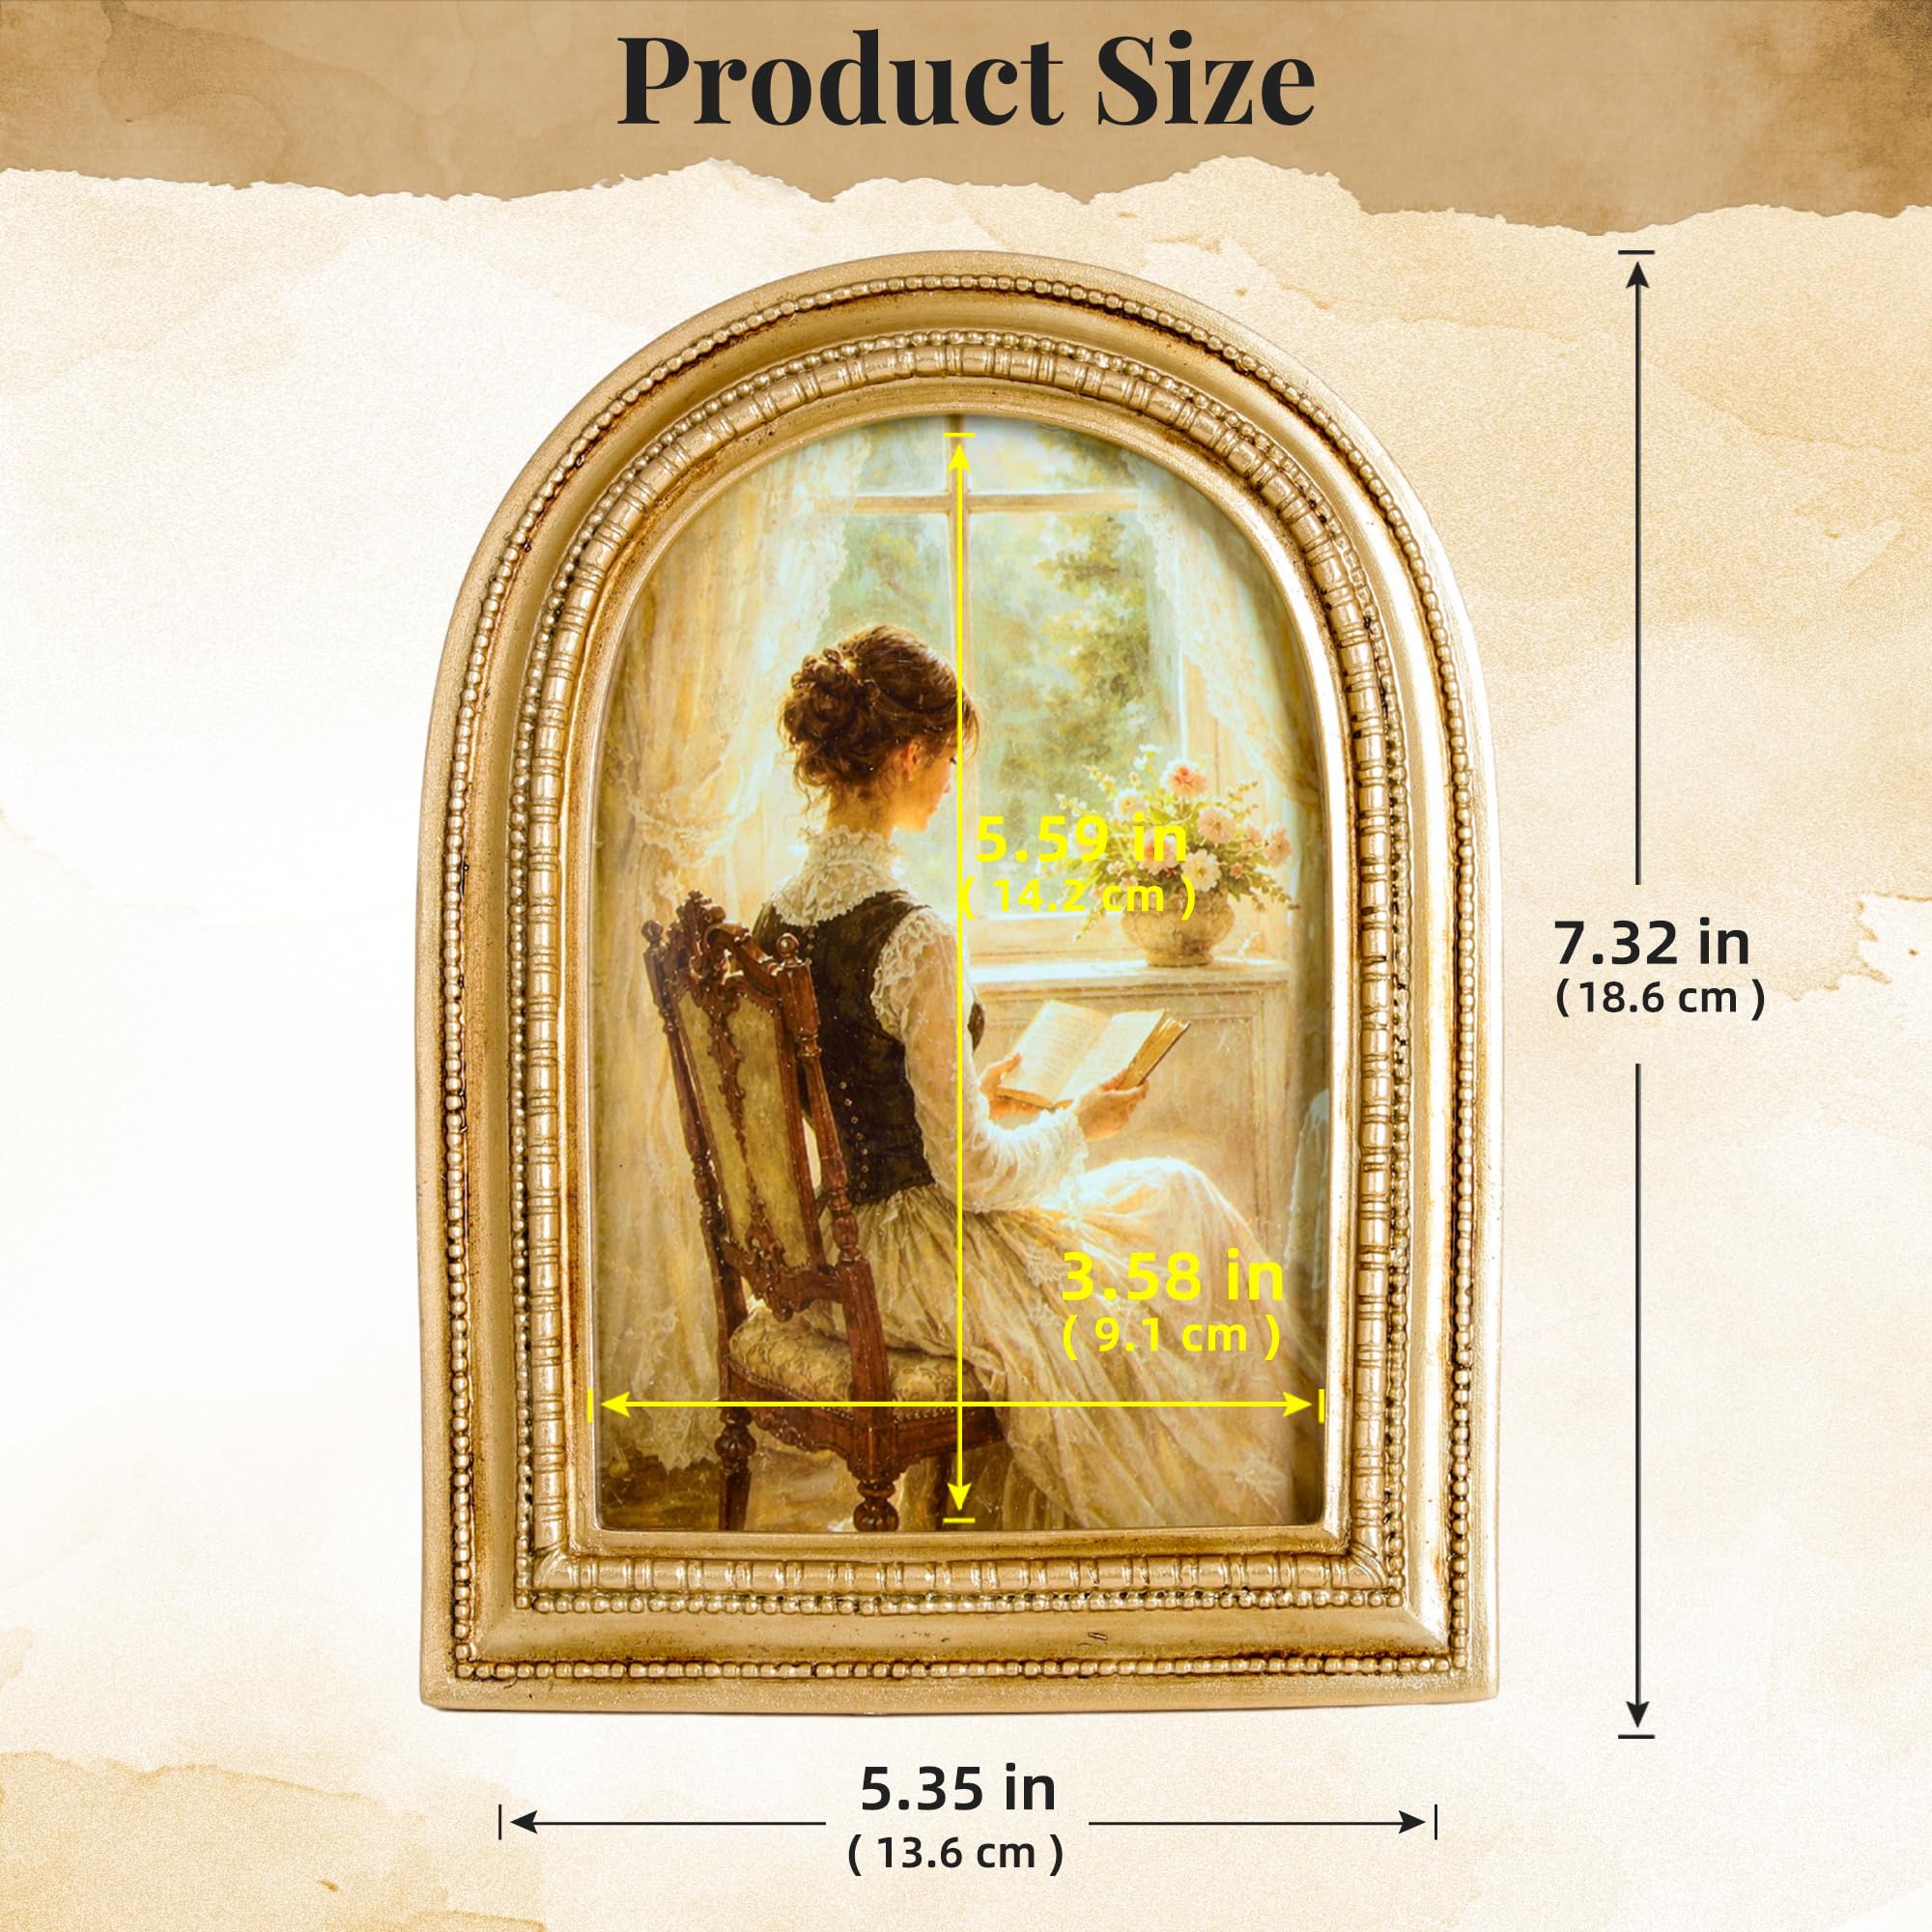 Product Size
5.59 in
( 14.2 cm )
7.32 in
( 18.6 cm )
3.58 in
( 9.1 cm )
5.35 in
( 13.6 cm )